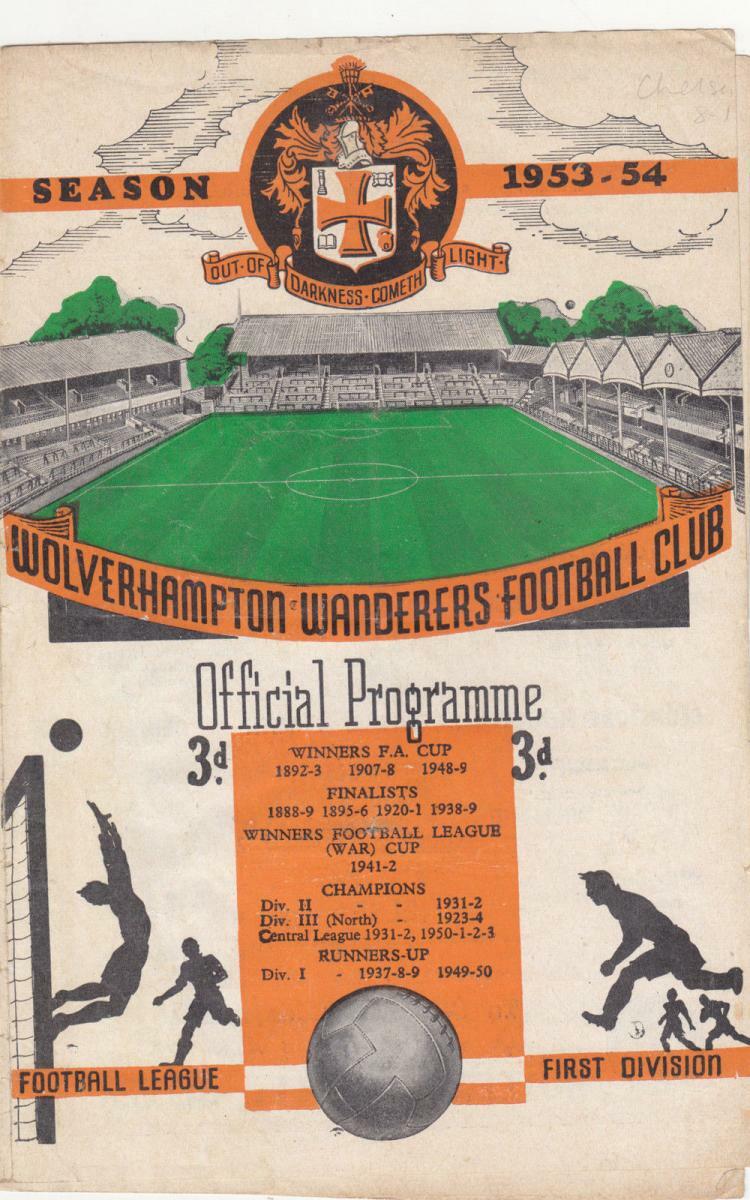 Chelsea
8-1
SEASON 1953-54
OUT·OF· DARKNESS·COMETH LIGHT·
WOLVERHAMPTON WANDERERS FOOTBALL CLUB
Official Programme
3d. 3d.
WINNERS F.A. CUP
1892-3 1907-8 1948-9
FINALISTS
1888-9 1895-6 1920-1 1938-9
WINNERS FOOTBALL LEAGUE
(WAR) CUP
1941-2
CHAMPIONS
Div. II - - 1931-2
Div. III (North) - 1923-4
Central League 1931-2, 1950-1-2-3
RUNNERS-UP
Div. I - 1937-8-9 1949-50
FOOTBALL LEAGUE FIRST DIVISION